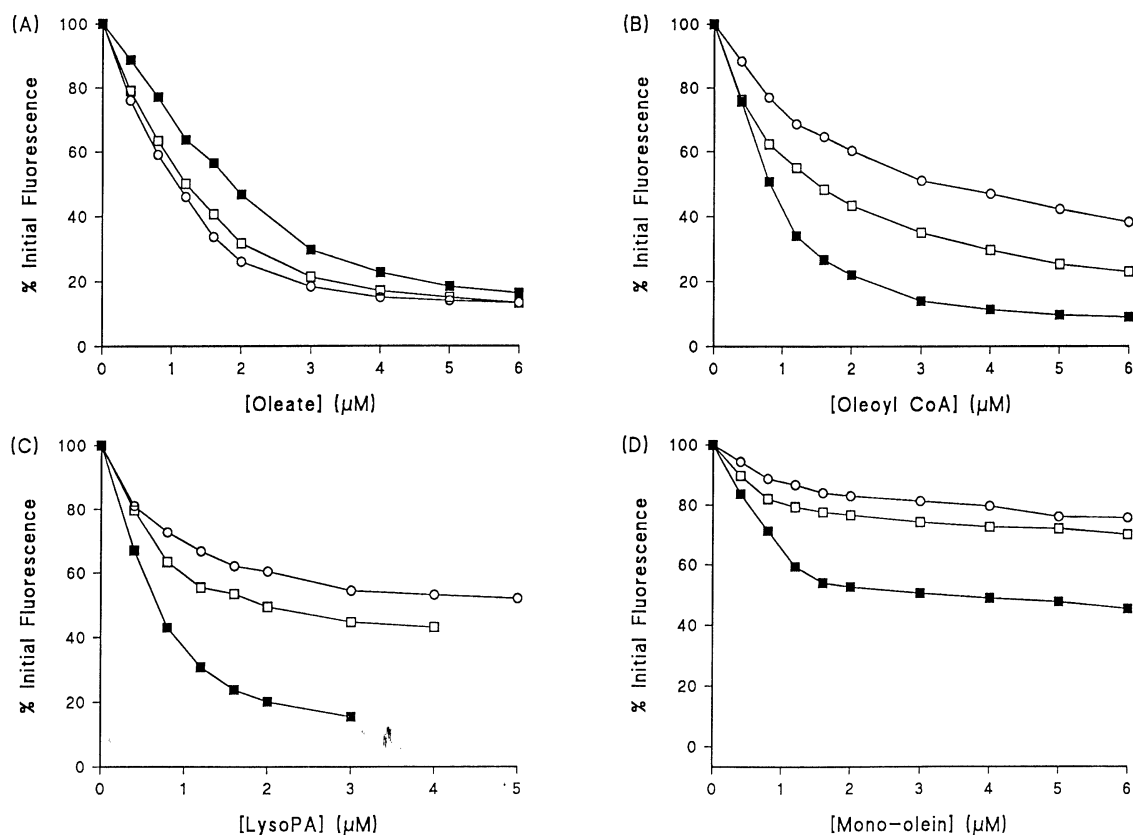 (A)
% Initial Fluorescence
100
80
60
40
20
0
0 1 2 3 4 5 6
[Oleate] (μM)
(B)
% Initial Fluorescence
100
80
60
40
20
0
0 1 2 3 4 5 6
[Oleoyl CoA] (μM)
(C)
% Initial Fluorescence
100
80
60
40
20
0
0 1 2 3 4 5
[LysoPA] (μM)
(D)
% Initial Fluorescence
100
80
60
40
20
0
0 1 2 3 4 5 6
[Mono-olein] (μM)